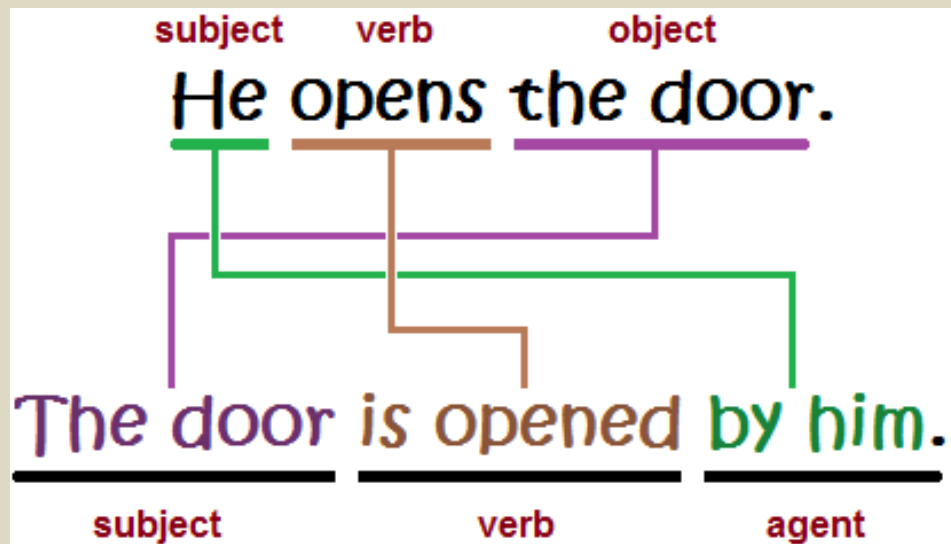 subject verb object
He opens the door.
The door is opened by him.
subject verb agent